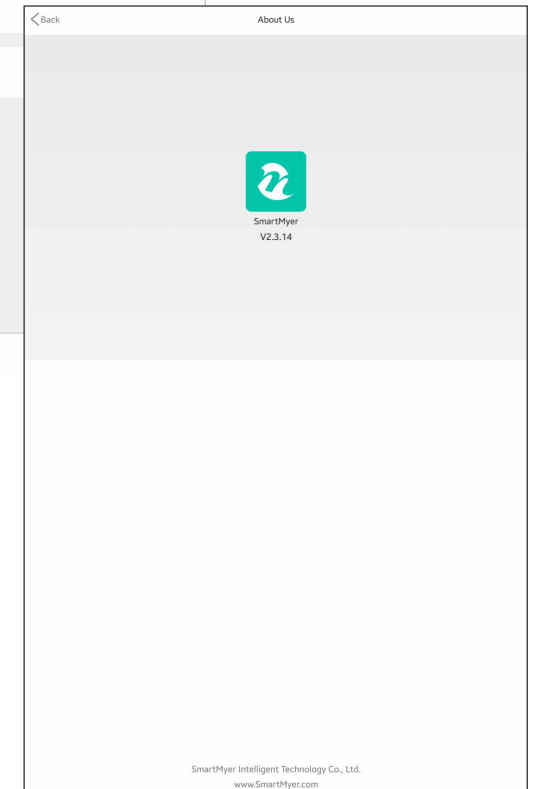 Back
About Us
SmartMyer
V2.3.14
SmartMyer Intelligent Technology Co., Ltd.
www.SmartMyer.com